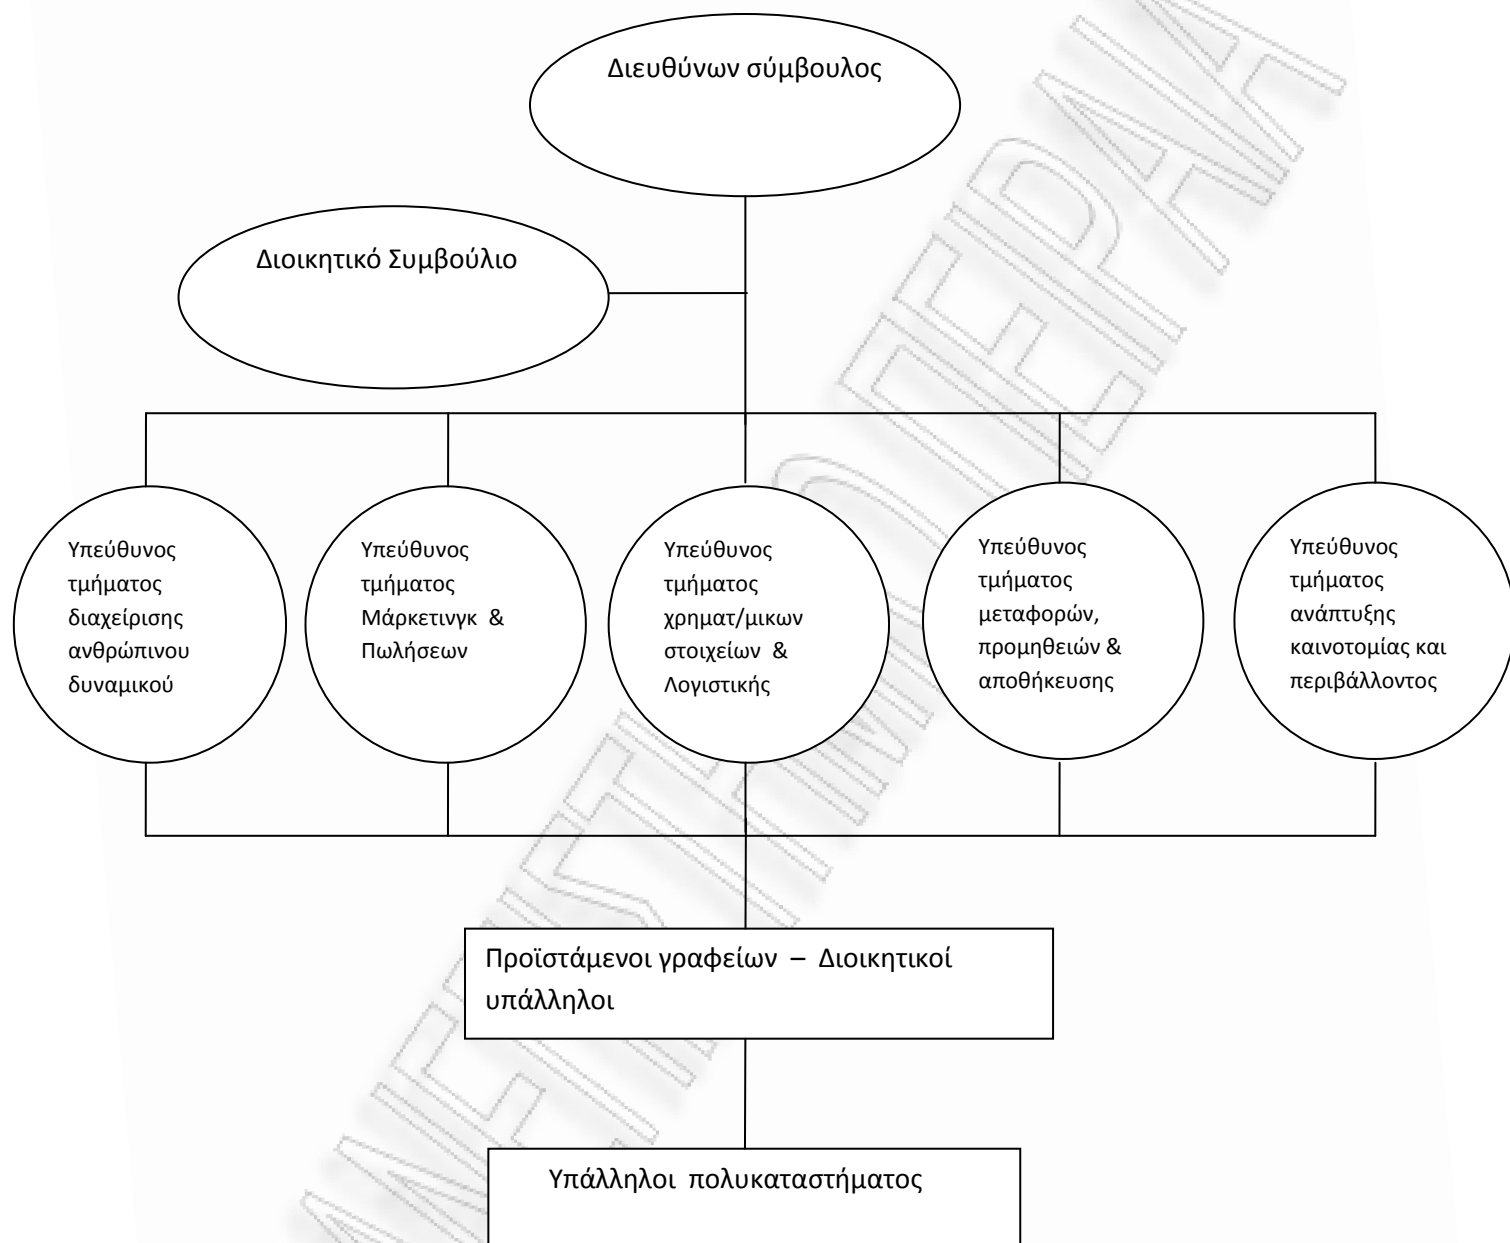 Διευθύνων σύμβουλος
Διοικητικό Συμβούλιο
Υπεύθυνος
τμήματος
διαχείρισης
ανθρώπινου
δυναμικού
Υπεύθυνος
τμήματος
Μάρκετινγκ &
Πωλήσεων
Υπεύθυνος
τμήματος
χρηματ/μικων
στοιχείων &
Λογιστικής
Υπεύθυνος
τμήματος
μεταφορών,
προμηθειών &
αποθήκευσης
Υπεύθυνος
τμήματος
ανάπτυξης
καινοτομίας και
περιβάλλοντος
Προϊστάμενοι γραφείων – Διοικητικοί
υπάλληλοι
Υπάλληλοι πολυκαταστήματος